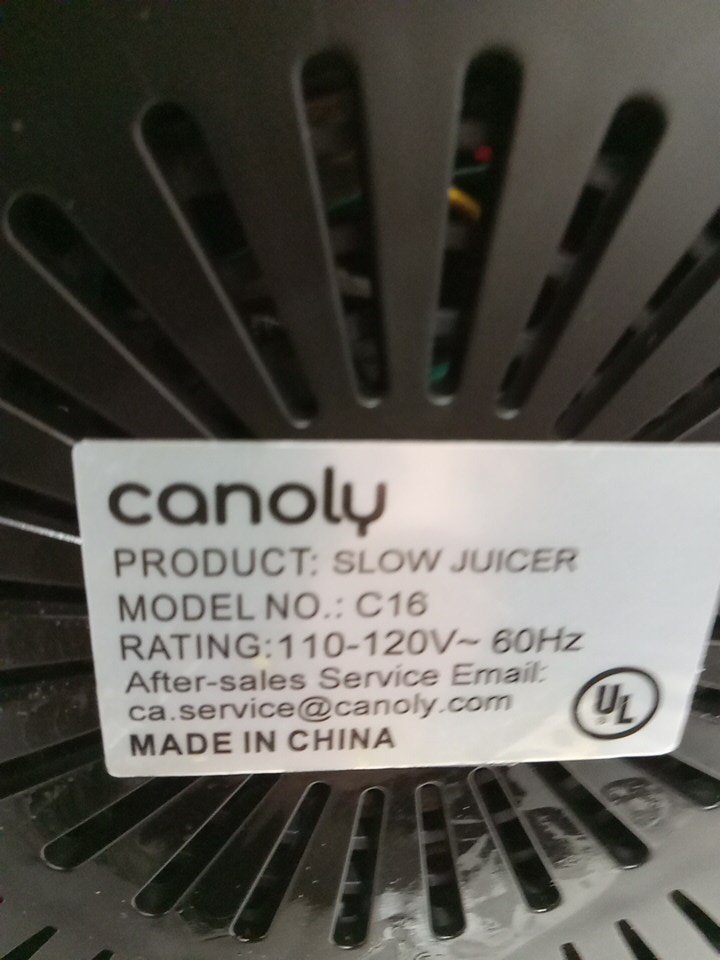 canoly
PRODUCT: SLOW JUICER
MODEL NO.: C16
RATING:110-120V~ 60Hz
After-sales Service Email:
ca.service@canoly.com
UL
MADE IN CHINA